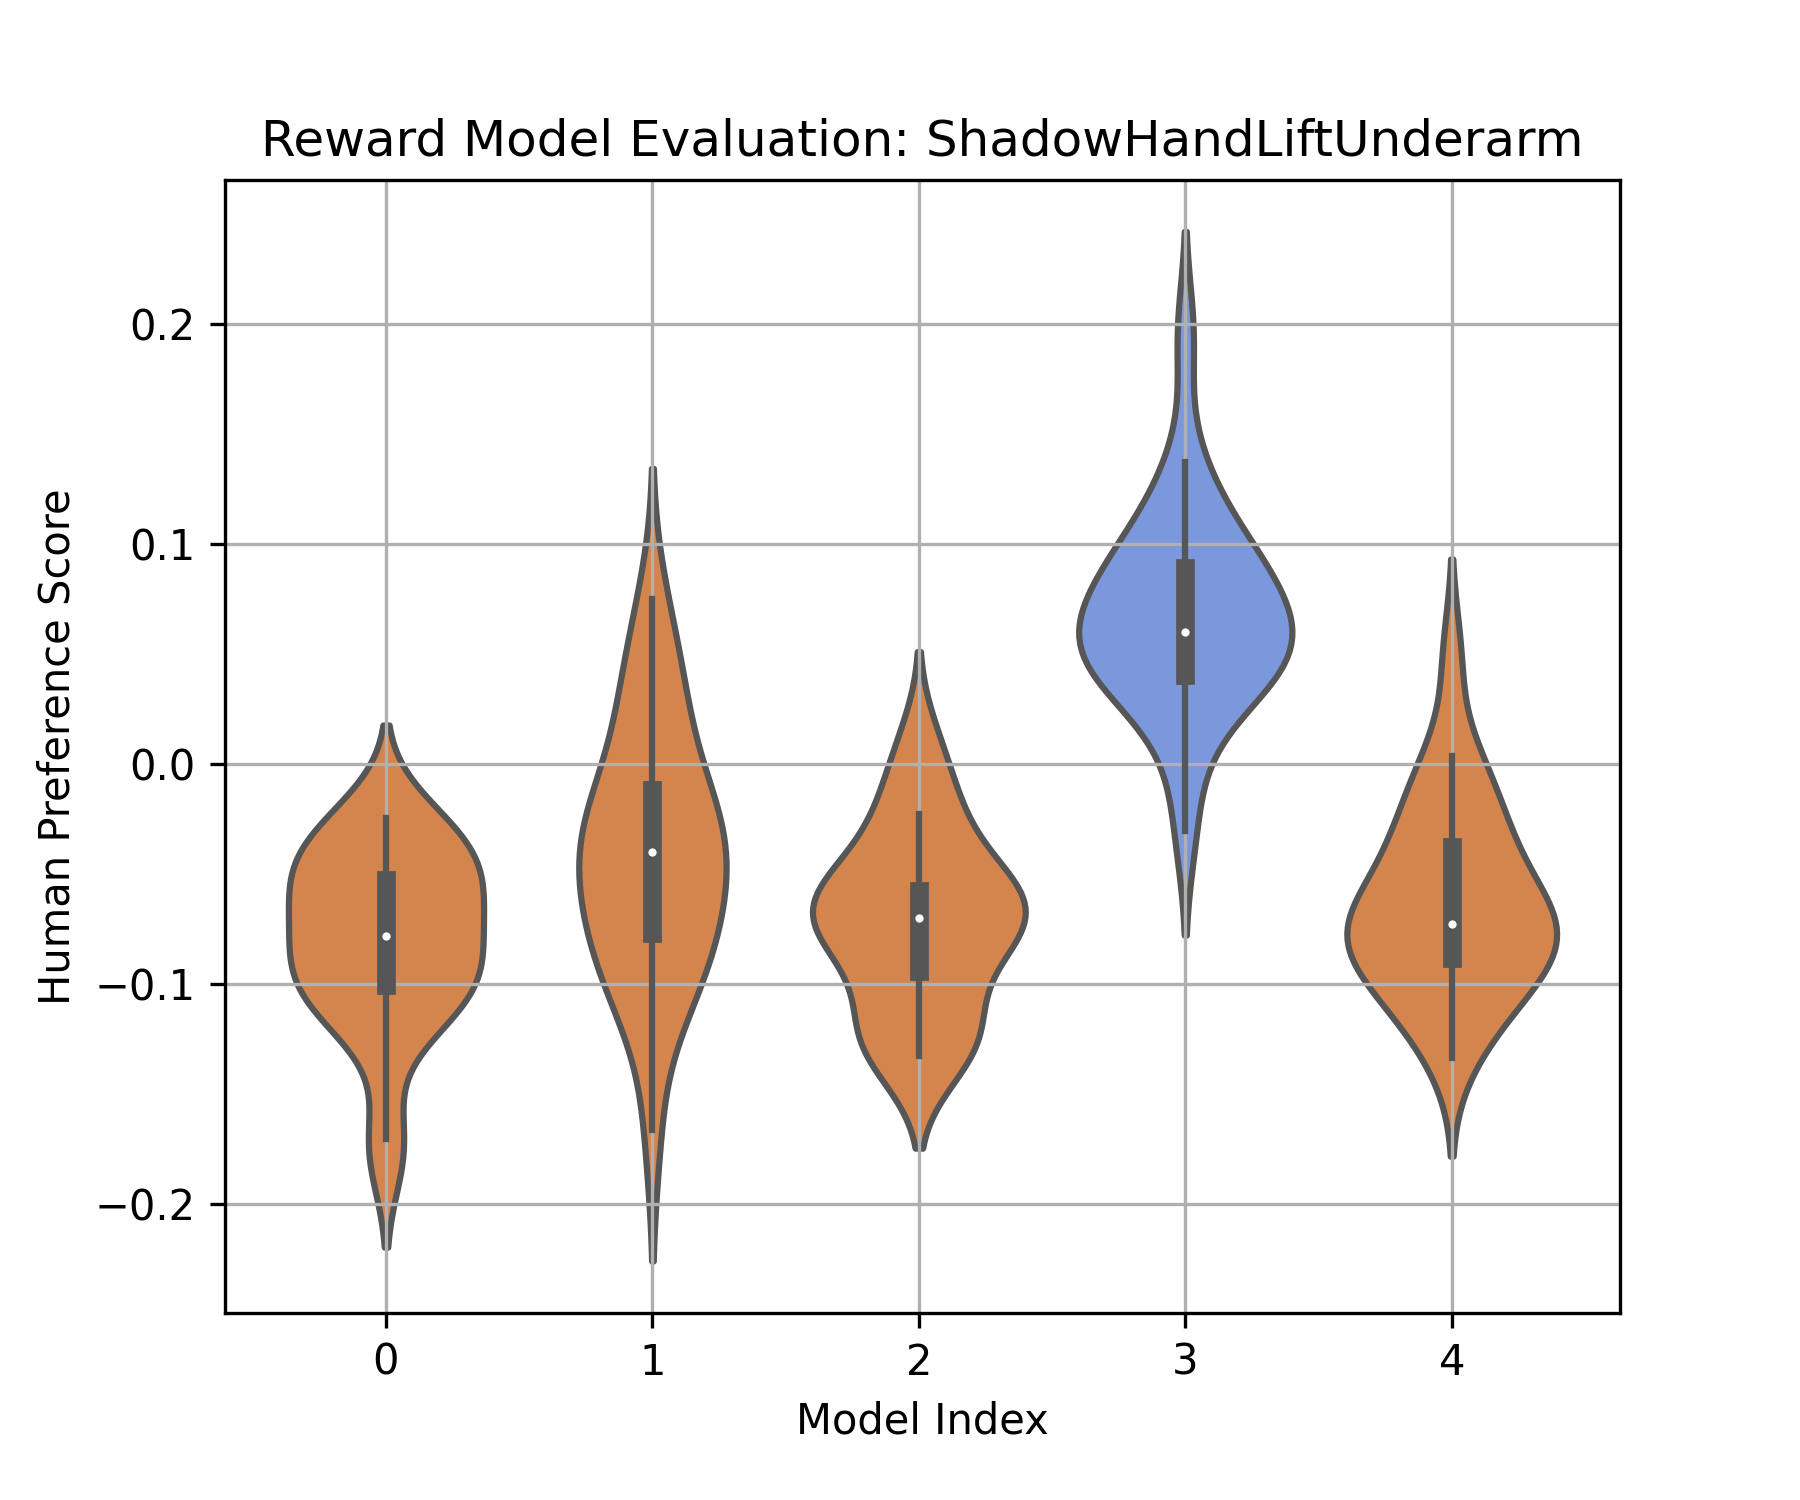 Reward Model Evaluation: ShadowHandLiftUnderarm
Human Preference Score
0.2
0.1
0.0
−0.1
−0.2
0 1 2 3 4
Model Index